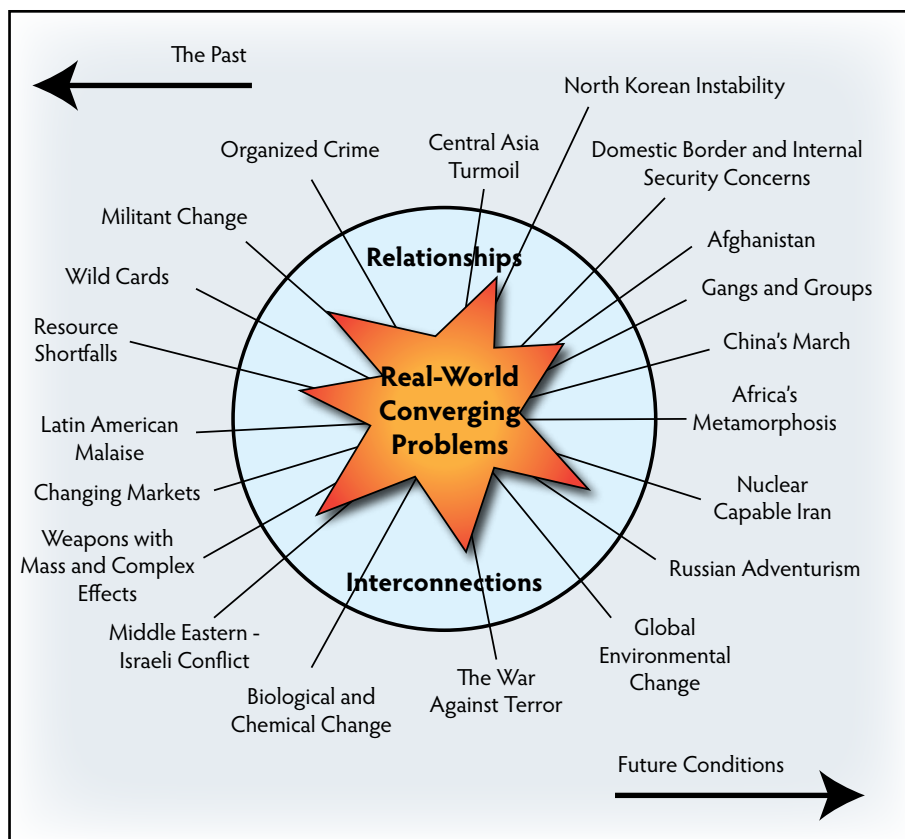 The Past
North Korean Instability
Organized Crime
Central Asia
Turmoil
Domestic Border and Internal
Security Concerns
Militant Change
Relationships
Afghanistan
Wild Cards
Gangs and Groups
Resource
Shortfalls
China's March
Real-World
Converging
Problems
Africa's
Metamorphosis
Latin American
Malaise
Changing Markets
Nuclear
Capable Iran
Weapons with
Mass and Complex
Effects
Russian Adventurism
Interconnections
Middle Eastern -
Israeli Conflict
Global
Environmental
Change
Biological and
Chemical Change
The War
Against Terror
Future Conditions